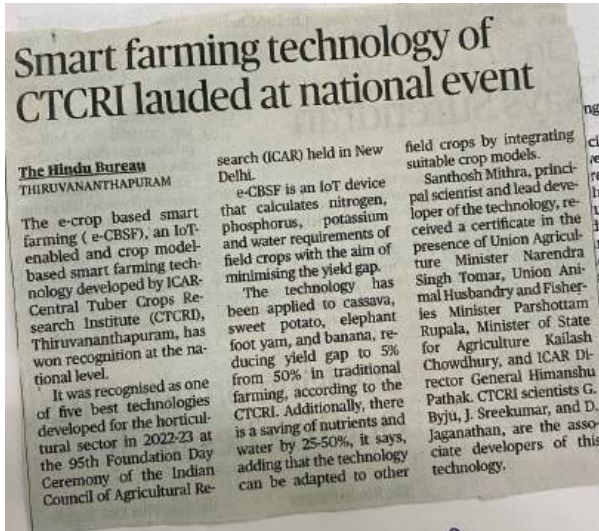 Smart farming technology of
CTCRI lauded at national event
The Hindu Bureau
THIRUVANANTHAPURAM
The e-crop based smart
farming ( e-CBSF), an IoT-
enabled and crop model-
based smart farming tech-
nology developed by ICAR-
Central Tuber Crops Re-
search Institute (CTCRI),
Thiruvananthapuram, has
won recognition at the na-
tional level.
It was recognised as one
of five best technologies
developed for the horticul-
tural sector in 2022-23 at
the 95th Foundation Day
Ceremony of the Indian
Council of Agricultural Re-
search (ICAR) held in New
Delhi.
e-CBSF is an IoT device
that calculates nitrogen,
phosphorus, potassium
and water requirements of
field crops with the aim of
minimising the yield gap.
The technology has
been applied to cassava,
sweet potato, elephant
foot yam, and banana, re-
ducing yield gap to 5%
from 50% in traditional
farming, according to the
CTCRI. Additionally, there
is a saving of nutrients and
water by 25-50%, it says,
adding that the technology
can be adapted to other
field crops by integrating
suitable crop models.
Santhosh Mithra, princi-
pal scientist and lead deve-
loper of the technology, re-
ceived a certificate in the
presence of Union Agricul-
ture Minister Narendra
Singh Tomar, Union Ani-
mal Husbandry and Fisher-
ies Minister Parshottam
Rupala, Minister of State
for Agriculture Kailash
Chowdhury, and ICAR Di-
rector General Himanshu
Pathak. CTCRI scientists G.
Byju, J. Sreekumar, and D.
Jaganathan, are the asso-
ciate developers of this
technology.